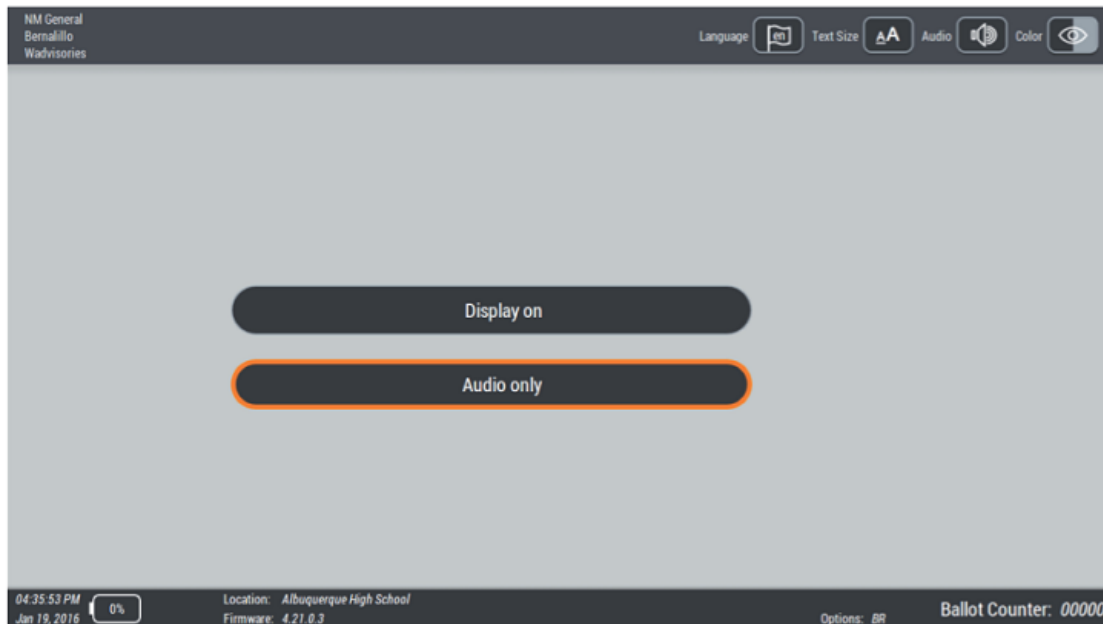 NM General
Bernalillo
Wadvisories
Language en Text Size AA Audio Color
Display on
Audio only
04:35:53 PM
Jan 19, 2016
0%
Location: Albuquerque High School
Firmware: 4.21.0.3
Options: BR
Ballot Counter: 00000